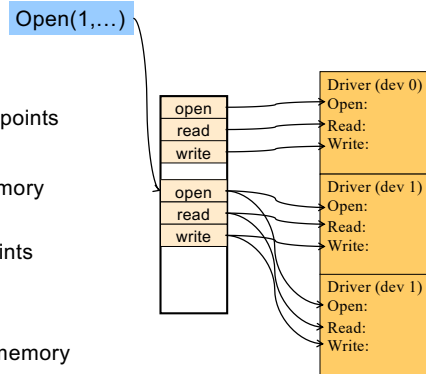 Open(1,…)
points
mory
ints
memory
open
read
write
open
read
write
Driver (dev 0)
Open:
Read:
Write:
Driver (dev 1)
Open:
Read:
Write:
Driver (dev 1)
Open:
Read:
Write: